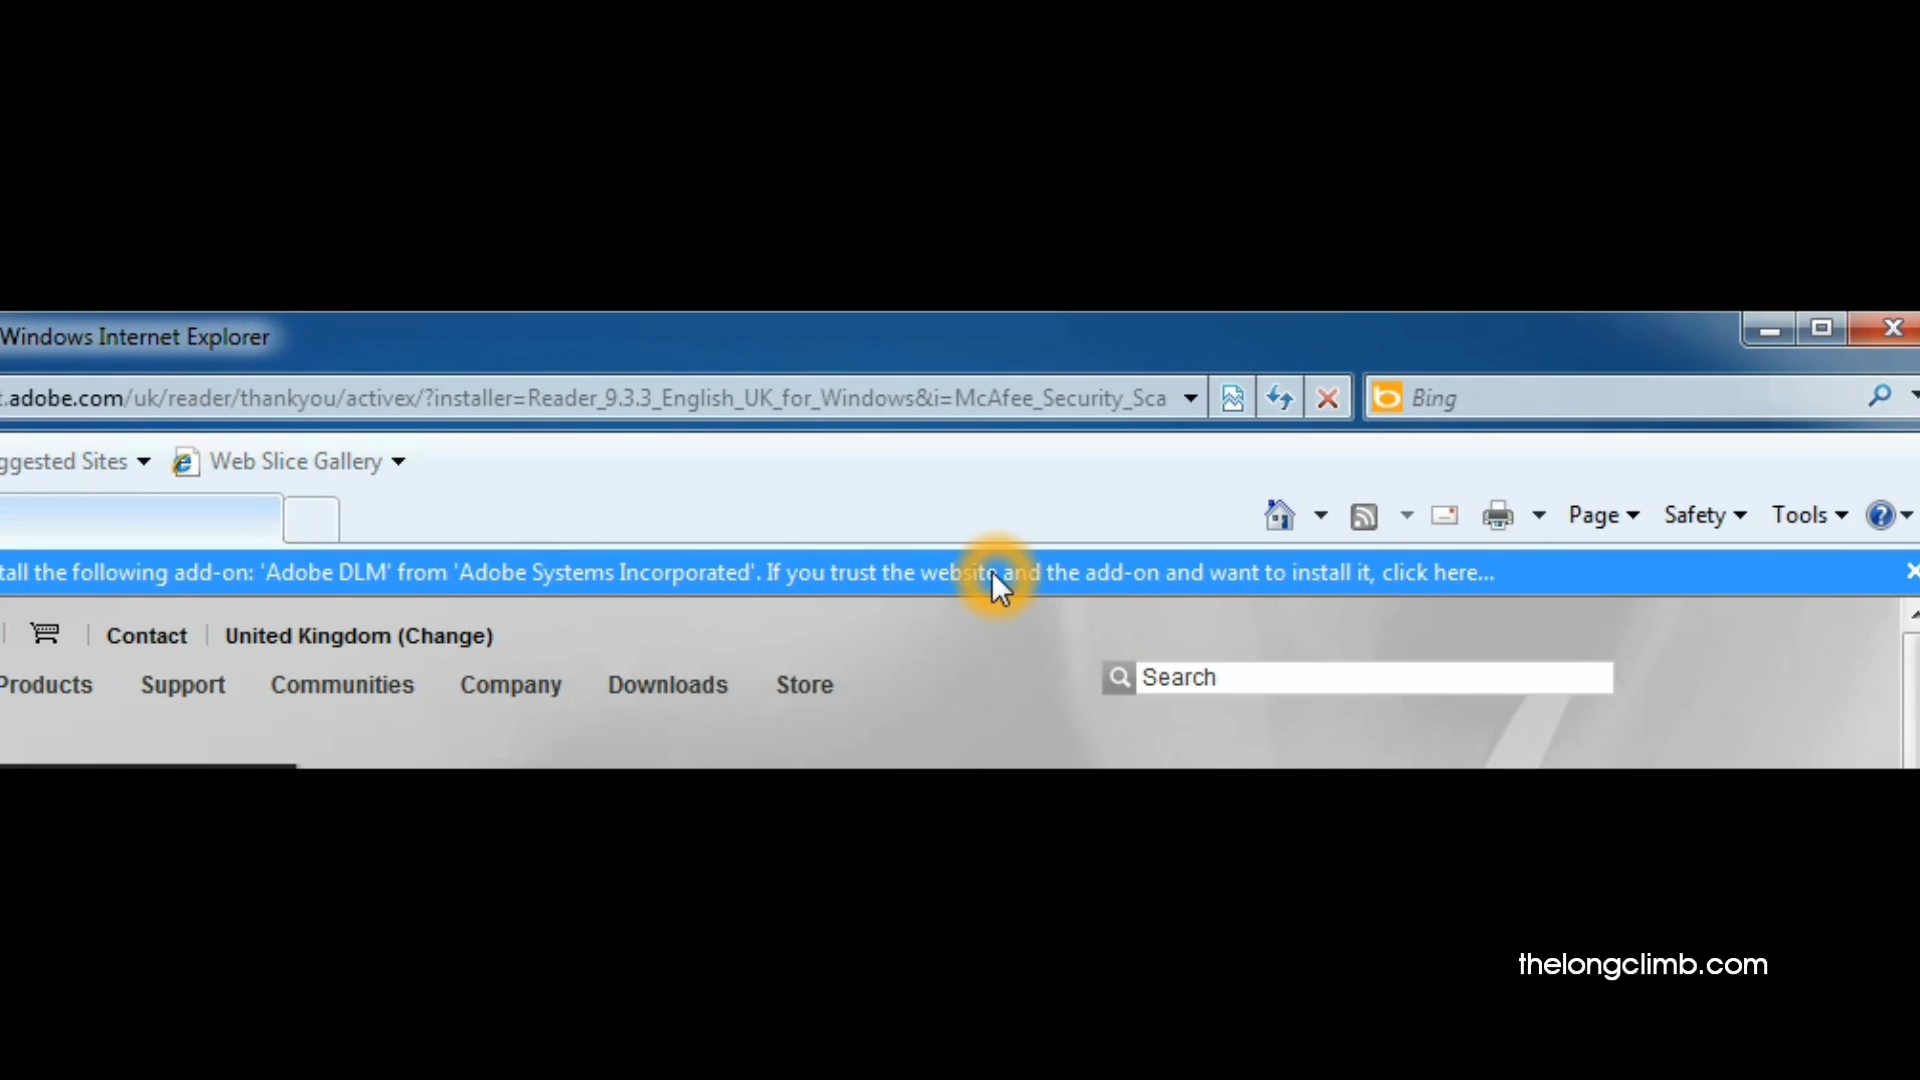 Windows Internet Explorer
t.adobe.com/uk/reader/thankyou/activex/?installer=Reader_9.3.3_English_UK_for_Windows&i=McAfee_Security_Sca
Bing
ggested Sites
Web Slice Gallery
Page
Safety
Tools
tall the following add-on: 'Adobe DLM' from 'Adobe Systems Incorporated'. If you trust the website and the add-on and want to install it, click here...
Contact
United Kingdom (Change)
Products
Support
Communities
Company
Downloads
Store
Search
thelongclimb.com